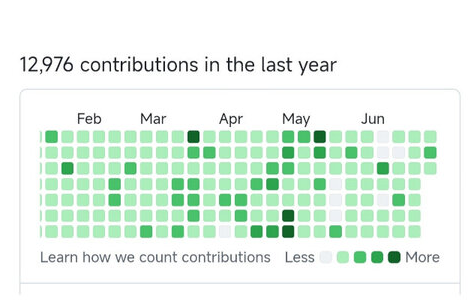 12,976 contributions in the last year
Feb Mar Apr May Jun
Learn how we count contributions Less More